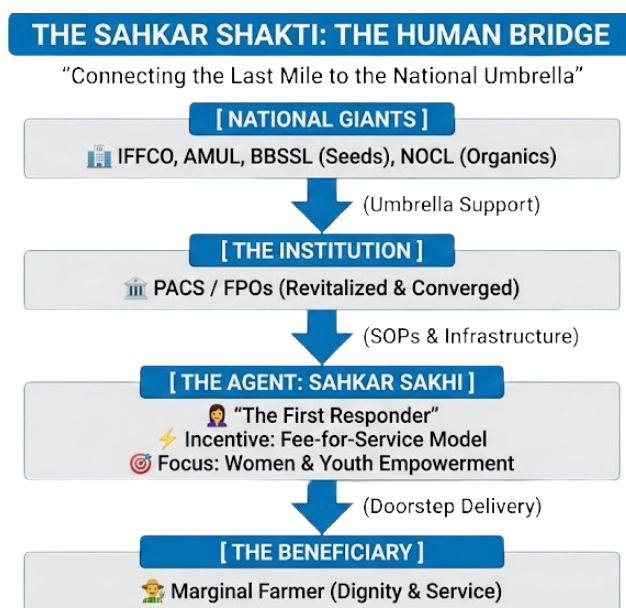 THE SAHKAR SHAKTI: THE HUMAN BRIDGE
“Connecting the Last Mile to the National Umbrella”
[ NATIONAL GIANTS ]
IFFCO, AMUL, BBSSL (Seeds), NOCL (Organics)
(Umbrella Support)
[ THE INSTITUTION ]
PACS / FPOs (Revitalized & Converged)
(SOPs & Infrastructure)
[ THE AGENT: SAHKAR SAKHI ]
“The First Responder”
Incentive: Fee-for-Service Model
Focus: Women & Youth Empowerment
(Doorstep Delivery)
[ THE BENEFICIARY ]
Marginal Farmer (Dignity & Service)